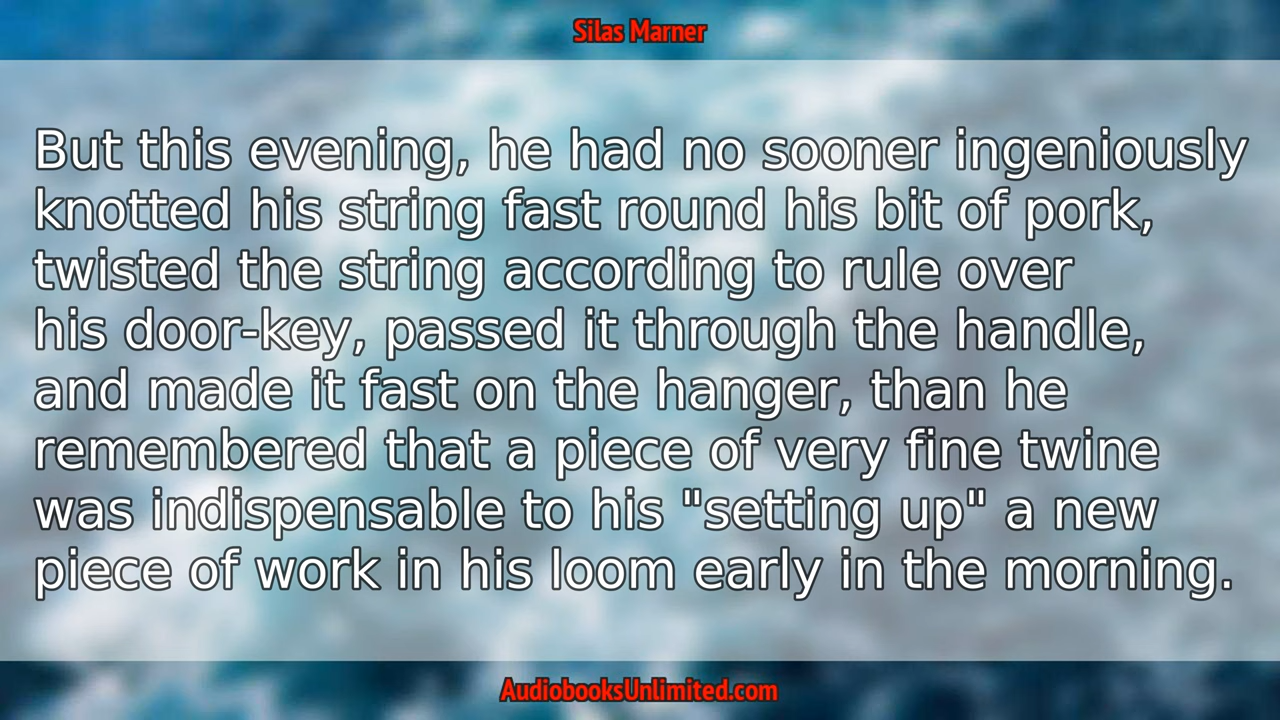 Silas Marner
But this evening, he had no sooner ingeniously
knotted his string fast round his bit of pork,
twisted the string according to rule over
his door-key, passed it through the handle,
and made it fast on the hanger, than he
remembered that a piece of very fine twine
was indispensable to his "setting up" a new
piece of work in his loom early in the morning.
AudiobooksUnlimited.com